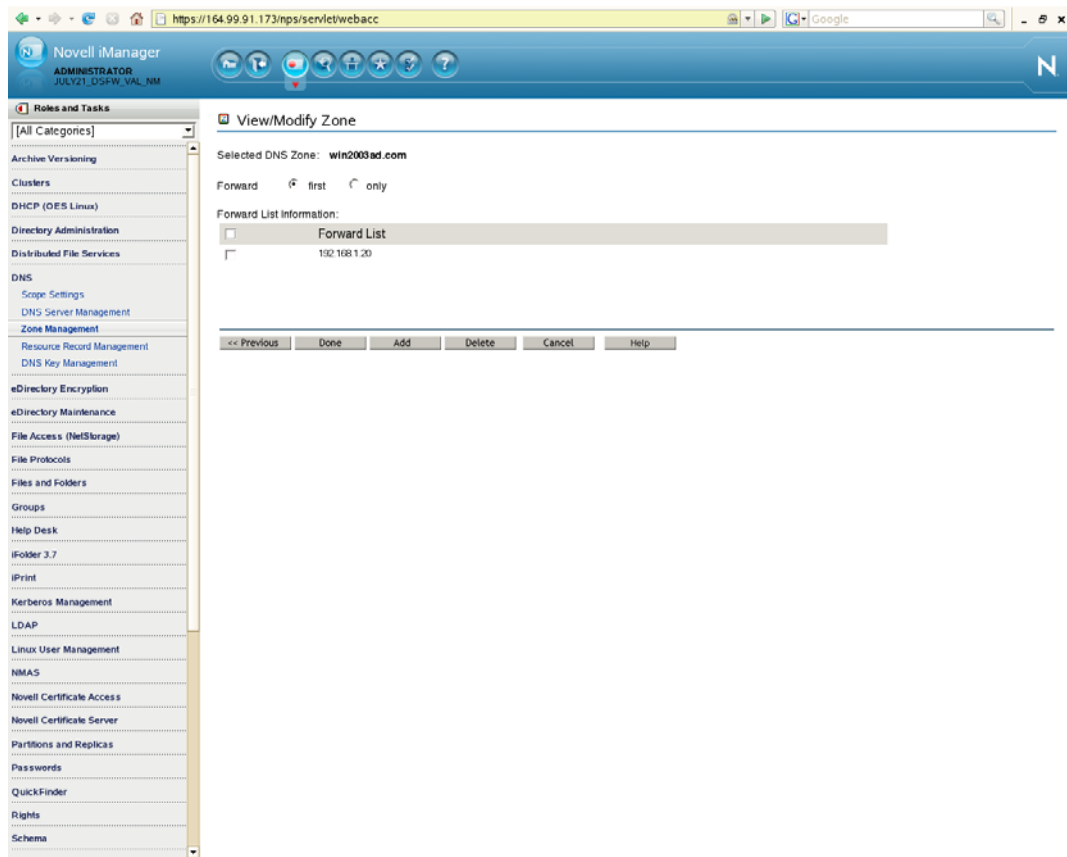 https://164.99.91.173/nps/servlet/webacc
G Google
Novell iManager
ADMINISTRATOR
JULY21_DSFW_VAL_NM
N
Roles and Tasks
[All Categories]
Archive Versioning
Clusters
DHCP (OES Linux)
Directory Administration
Distributed File Services
DNS
Scope Settings
DNS Server Management
Zone Management
Resource Record Management
DNS Key Management
eDirectory Encryption
eDirectory Maintenance
File Access (NetStorage)
File Protocols
Files and Folders
Groups
Help Desk
iFolder 3.7
iPrint
Kerberos Management
LDAP
Linux User Management
NMAS
Novell Certificate Access
Novell Certificate Server
Partitions and Replicas
Passwords
QuickFinder
Rights
Schema
View/Modify Zone
Selected DNS Zone: win2003ad.com
Forward first only
Forward List Information:
Forward List
192.168.1.20
<< Previous Done Add Delete Cancel Help